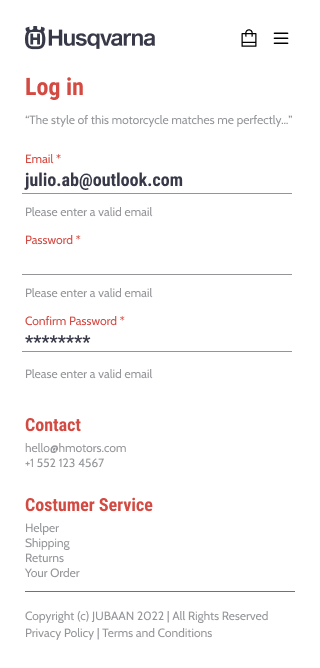 Husqvarna
Log in
“The style of this motorcycle matches me perfectly...”
Email *
julio.ab@outlook.com
Please enter a valid email
Password *
Please enter a valid email
Confirm Password *
********
Please enter a valid email
Contact
hello@hmotors.com
+1 552 123 4567
Costumer Service
Helper
Shipping
Returns
Your Order
Copyright (c) JUBAAN 2022 | All Rights Reserved
Privacy Policy | Terms and Conditions